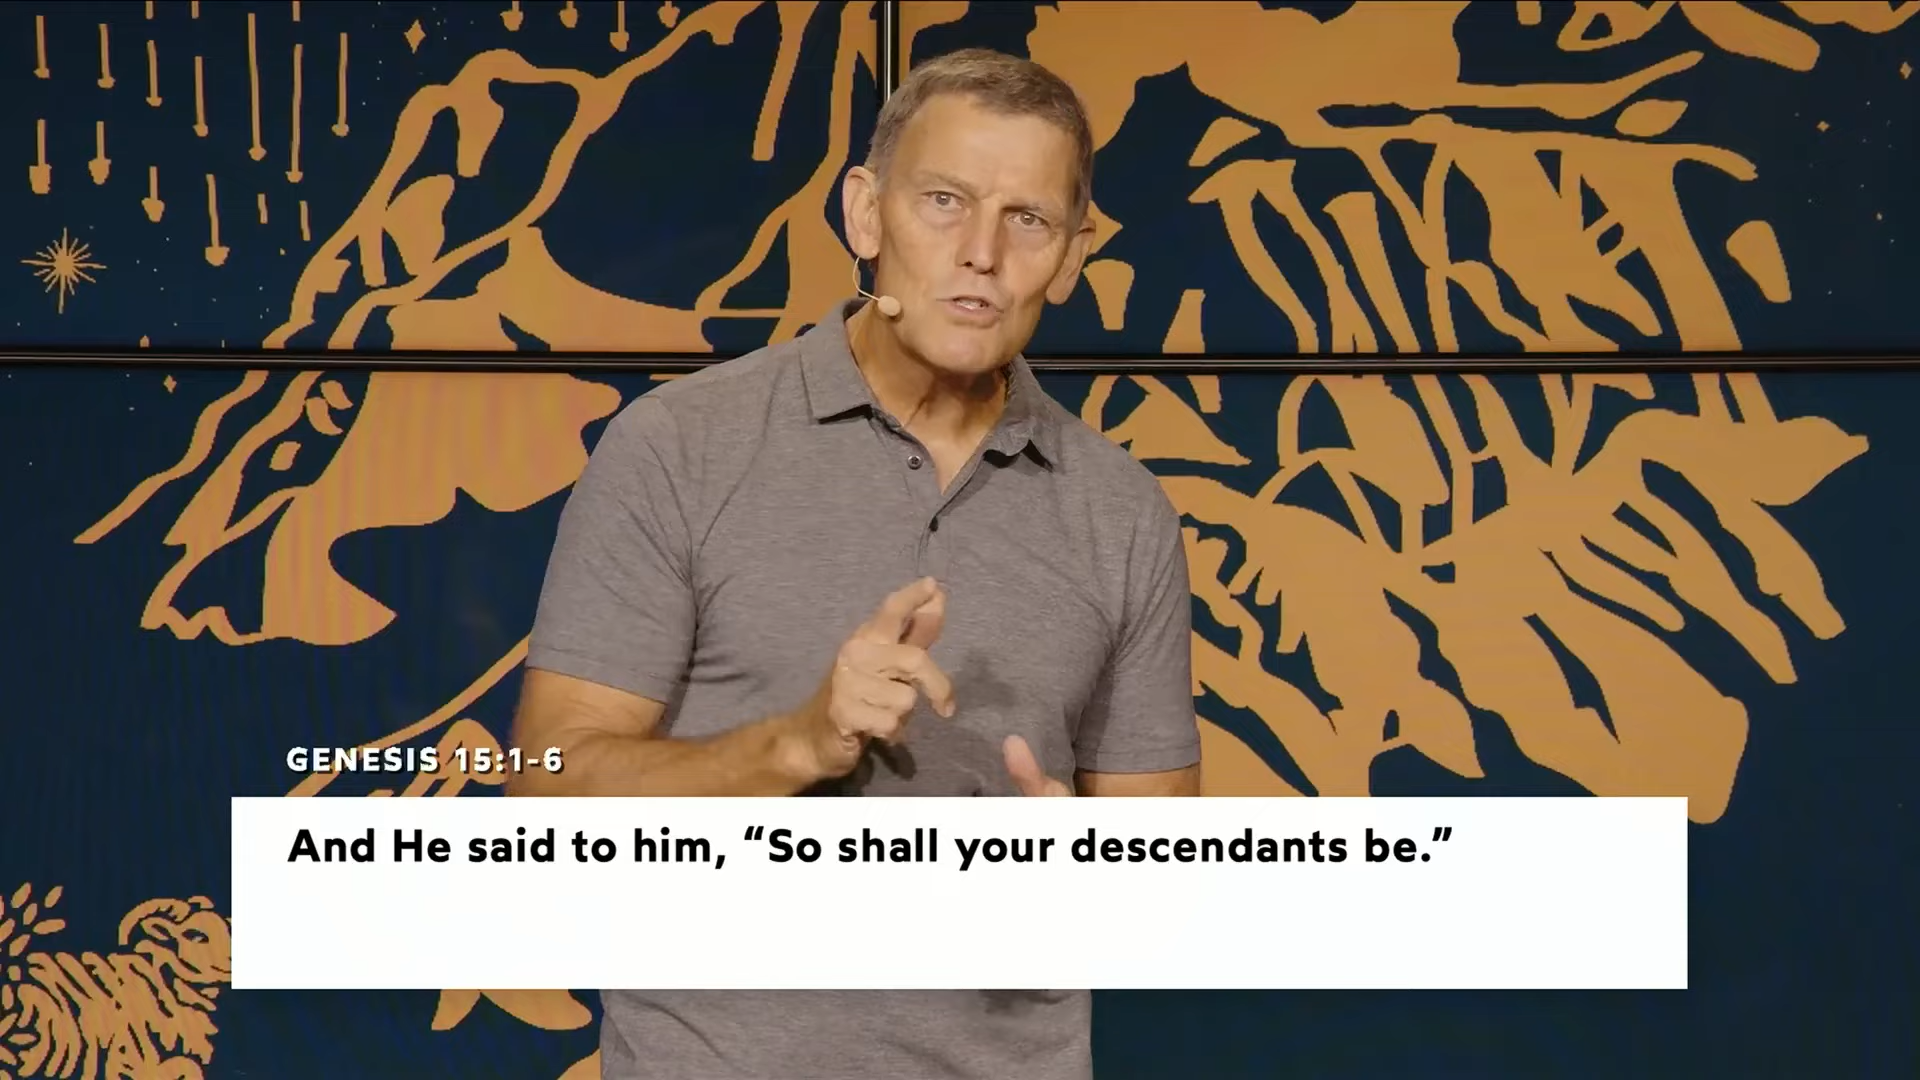 GENESIS 15:1-6
And He said to him, “So shall your descendants be.”